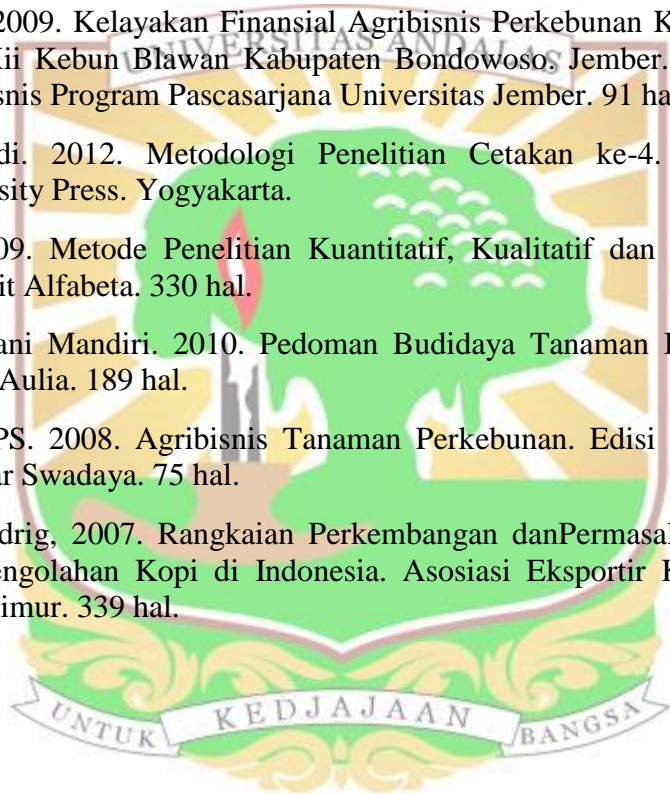 2009. Kelayakan Finansial Agribisnis Perkebunan K
UNIVERSITAS ANDALAS
Kii Kebun Blawan Kabupaten Bondowoso. Jember.
snis Program Pascasarjana Universitas Jember. 91 ha
di. 2012. Metodologi Penelitian Cetakan ke-4.
sity Press. Yogyakarta.
09. Metode Penelitian Kuantitatif, Kualitatif dan
it Alfabeta. 330 hal.
ani Mandiri. 2010. Pedoman Budidaya Tanaman
Aulia. 189 hal.
PS. 2008. Agribisnis Tanaman Perkebunan. Edisi
ar Swadaya. 75 hal.
drig, 2007. Rangkaian Perkembangan danPermasal
engolahan Kopi di Indonesia. Asosiasi Eksportir
imur. 339 hal.
UNTUK KEDJAJAAN BANGSA